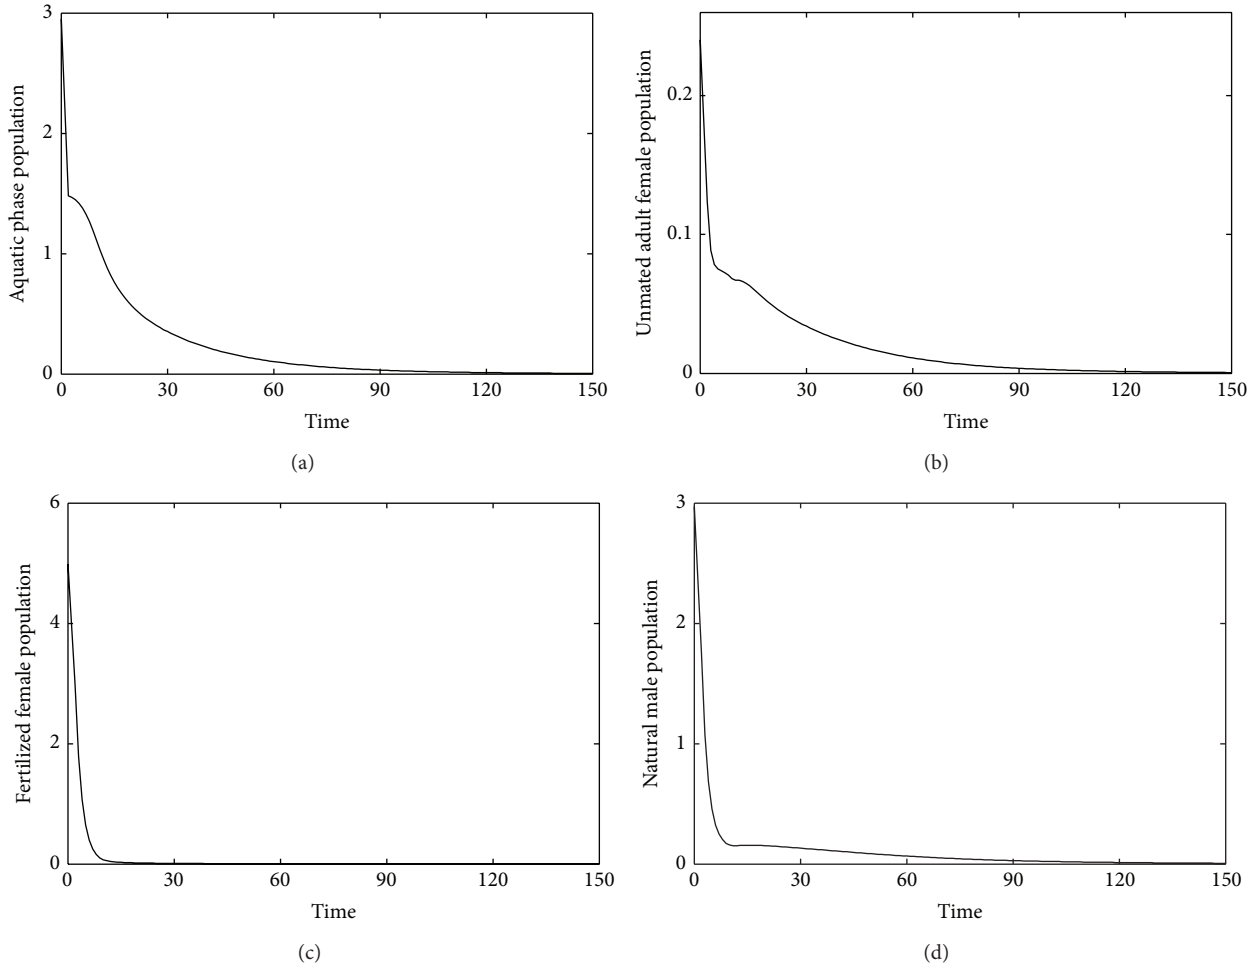 3
2
1
0
Aquatic phase population
0 30 60 90 120 150
Time
(a)
0.2
0.1
0
Unmated adult female population
0 30 60 90 120 150
Time
(b)
6
4
2
0
Fertilized female population
0 30 60 90 120 150
Time
(c)
3
2
1
0
Natural male population
0 30 60 90 120 150
Time
(d)